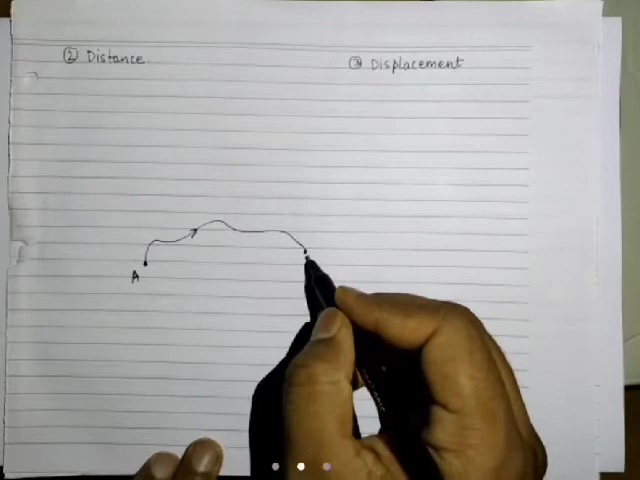 ② Distance.
③ Displacement
A